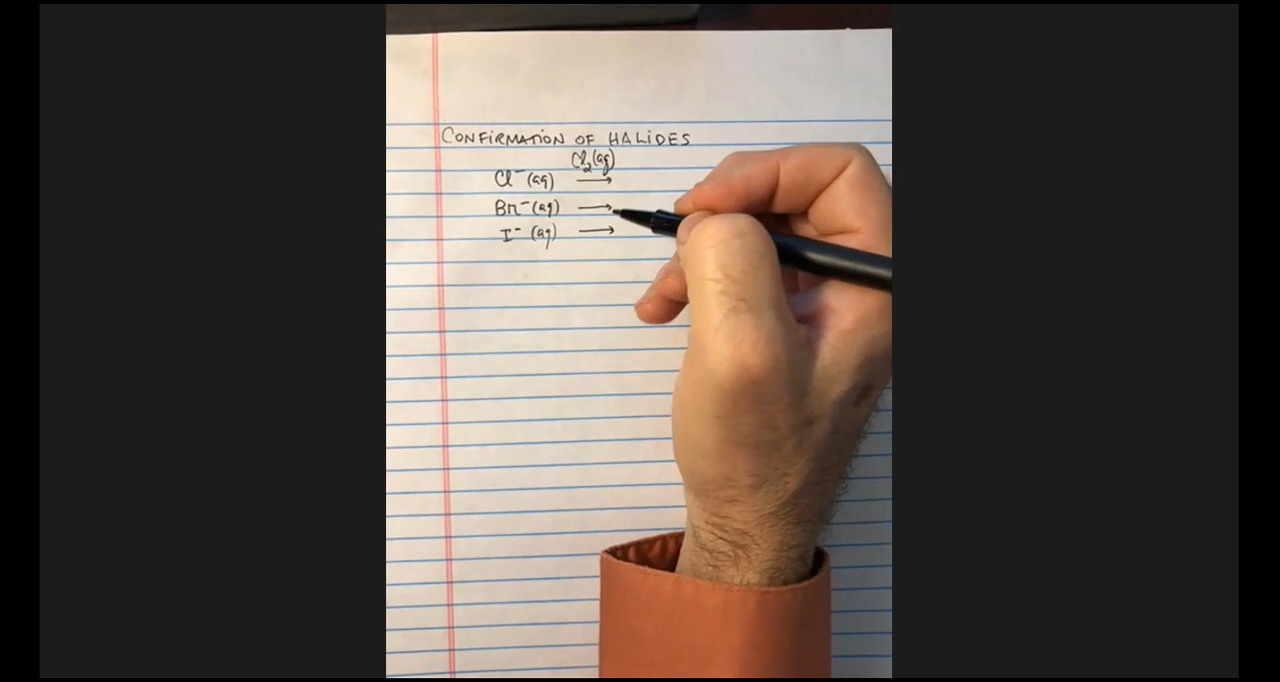 CONFIRMATION OF HALIDES
Cl₂(aq)
Cl⁻(aq) →
Br⁻(aq) →
I⁻(aq) →